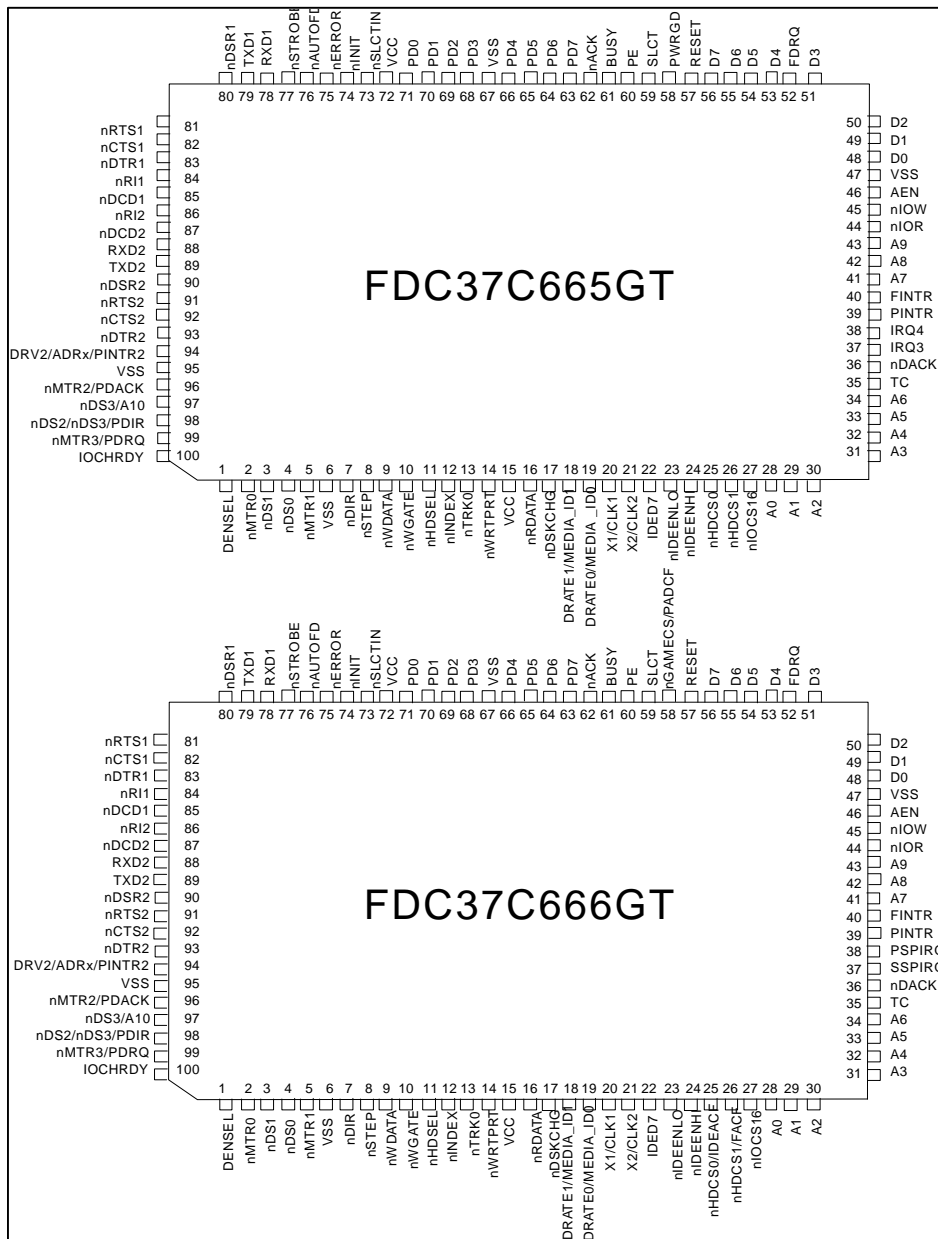 nDSR1
TXD1
RXD1
nSTROBE
nAUTOFD
nERROR
nINIT
nSLCTIN
VCC
PD0
PD1
PD2
PD3
VSS
PD4
PD5
PD6
PD7
nACK
BUSY
PE
SLCT
PWRGD
RESET
D7
D6
D5
D4
FDRQ
D3
80 79 78 77 76 75 74 73 72 71 70 69 68 67 66 65 64 63 62 61 60 59 58 57 56 55 54 53 52 51
nRTS1 81
nCTS1 82
nDTR1 83
nRI1 84
nDCD1 85
nRI2 86
nDCD2 87
RXD2 88
TXD2 89
nDSR2 90
nRTS2 91
nCTS2 92
nDTR2 93
DRV2/ADRx/PINTR2 94
VSS 95
nMTR2/PDACK 96
nDS3/A10 97
nDS2/nDS3/PDIR 98
nMTR3/PDRQ 99
IOCHRDY 100
FDC37C665GT
50 D2
49 D1
48 D0
47 VSS
46 AEN
45 nIOW
44 nIOR
43 A9
42 A8
41 A7
40 FINTR
39 PINTR
38 IRQ4
37 IRQ3
36 nDACK
35 TC
34 A6
33 A5
32 A4
31 A3
1 2 3 4 5 6 7 8 9 10 11 12 13 14 15 16 17 18 19 20 21 22 23 24 25 26 27 28 29 30
DENSEL
nMTR0
nDS1
nDS0
nMTR1
VSS
nDIR
nSTEP
nWDATA
nWGATE
nHDSEL
nINDEX
nTRK0
nWRTPRT
VCC
nRDATA
nDSKCHG
DRATE1/MEDIA_ID1
DRATE0/MEDIA_ID0
X1/CLK1
X2/CLK2
IDED7
nIDEENLO
nIDEENHI
nHDCS0
nHDCS1
nIOCS16
A0
A1
A2
nDSR1
TXD1
RXD1
nSTROBE
nAUTOFD
nERROR
nINIT
nSLCTIN
VCC
PD0
PD1
PD2
PD3
VSS
PD4
PD5
PD6
PD7
nACK
BUSY
PE
SLCT
nGAMECS/PADCF
RESET
D7
D6
D5
D4
FDRQ
D3
80 79 78 77 76 75 74 73 72 71 70 69 68 67 66 65 64 63 62 61 60 59 58 57 56 55 54 53 52 51
nRTS1 81
nCTS1 82
nDTR1 83
nRI1 84
nDCD1 85
nRI2 86
nDCD2 87
RXD2 88
TXD2 89
nDSR2 90
nRTS2 91
nCTS2 92
nDTR2 93
DRV2/ADRx/PINTR2 94
VSS 95
nMTR2/PDACK 96
nDS3/A10 97
nDS2/nDS3/PDIR 98
nMTR3/PDRQ 99
IOCHRDY 100
FDC37C666GT
50 D2
49 D1
48 D0
47 VSS
46 AEN
45 nIOW
44 nIOR
43 A9
42 A8
41 A7
40 FINTR
39 PINTR
38 PSPIRQ
37 SSPIRQ
36 nDACK
35 TC
34 A6
33 A5
32 A4
31 A3
1 2 3 4 5 6 7 8 9 10 11 12 13 14 15 16 17 18 19 20 21 22 23 24 25 26 27 28 29 30
DENSEL
nMTR0
nDS1
nDS0
nMTR1
VSS
nDIR
nSTEP
nWDATA
nWGATE
nHDSEL
nINDEX
nTRK0
nWRTPRT
VCC
nRDATA
nDSKCHG
DRATE1/MEDIA_ID1
DRATE0/MEDIA_ID0
X1/CLK1
X2/CLK2
IDED7
nIDEENLO
nIDEENHI
nHDCS0/IDEACF
nHDCS1/FACF
nIOCS16
A0
A1
A2